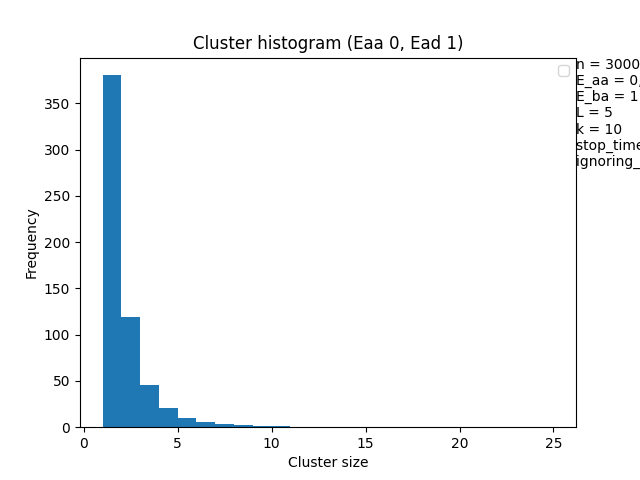 Cluster histogram (Eaa 0, Ead 1)
n = 3000
E_aa = 0,
E_ba = 1
L = 5
k = 10
stop_time
ignoring_
350
300
250
200
150
100
50
0
Frequency
0 5 10 15 20 25
Cluster size